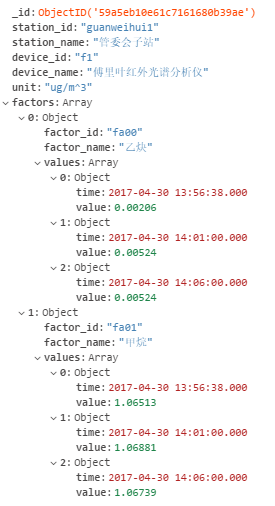 _id:ObjectID('59a5eb10e61c7161680b39ae')
station_id:"guanweihui1"
station_name:"管委会子站"
device_id:"f1"
device_name:"傅里叶红外光谱分析仪"
unit:"ug/m^3"
factors:Array
0:Object
factor_id:"fa00"
factor_name:"乙炔"
values:Array
0:Object
time:2017-04-30 13:56:38.000
value:0.00206
1:Object
time:2017-04-30 14:01:00.000
value:0.00524
2:Object
time:2017-04-30 14:06:00.000
value:0.00524
1:Object
factor_id:"fa01"
factor_name:"甲烷"
values:Array
0:Object
time:2017-04-30 13:56:38.000
value:1.06513
1:Object
time:2017-04-30 14:01:00.000
value:1.06881
2:Object
time:2017-04-30 14:06:00.000
value:1.06739